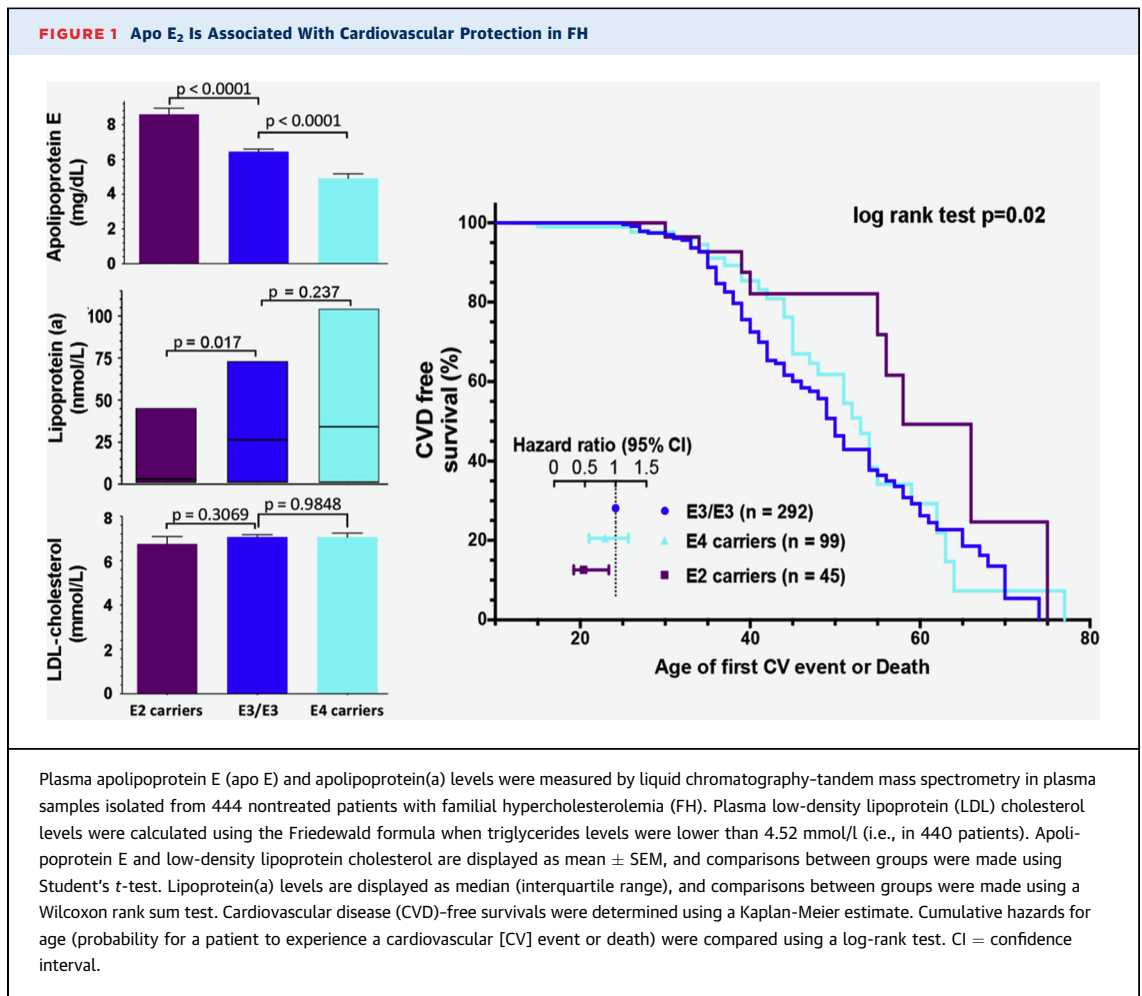 FIGURE 1 Apo E₂ Is Associated With Cardiovascular Protection in FH
p < 0.0001
p < 0.0001
Apolipoprotein E
(mg/dL)
8
6
4
2
0
p = 0.237
p = 0.017
Lipoprotein (a)
(nmol/L)
100
75
50
25
0
p = 0.9848
p = 0.3069
LDL-cholesterol
(mmol/L)
8
6
4
2
0
E2 carriers E3/E3 E4 carriers
log rank test p=0.02
CVD free
survival (%)
100
80
60
40
20
0
Hazard ratio (95% CI)
0 0.5 1 1.5
E3/E3 (n = 292)
E4 carriers (n = 99)
E2 carriers (n = 45)
20 40 60 80
Age of first CV event or Death
Plasma apolipoprotein E (apo E) and apolipoprotein(a) levels were measured by liquid chromatography–tandem mass spectrometry in plasma
samples isolated from 444 nontreated patients with familial hypercholesterolemia (FH). Plasma low-density lipoprotein (LDL) cholesterol
levels were calculated using the Friedewald formula when triglycerides levels were lower than 4.52 mmol/l (i.e., in 440 patients). Apoli-
poprotein E and low-density lipoprotein cholesterol are displayed as mean ± SEM, and comparisons between groups were made using
Student's t-test. Lipoprotein(a) levels are displayed as median (interquartile range), and comparisons between groups were made using a
Wilcoxon rank sum test. Cardiovascular disease (CVD)–free survivals were determined using a Kaplan-Meier estimate. Cumulative hazards for
age (probability for a patient to experience a cardiovascular [CV] event or death) were compared using a log-rank test. CI = confidence
interval.